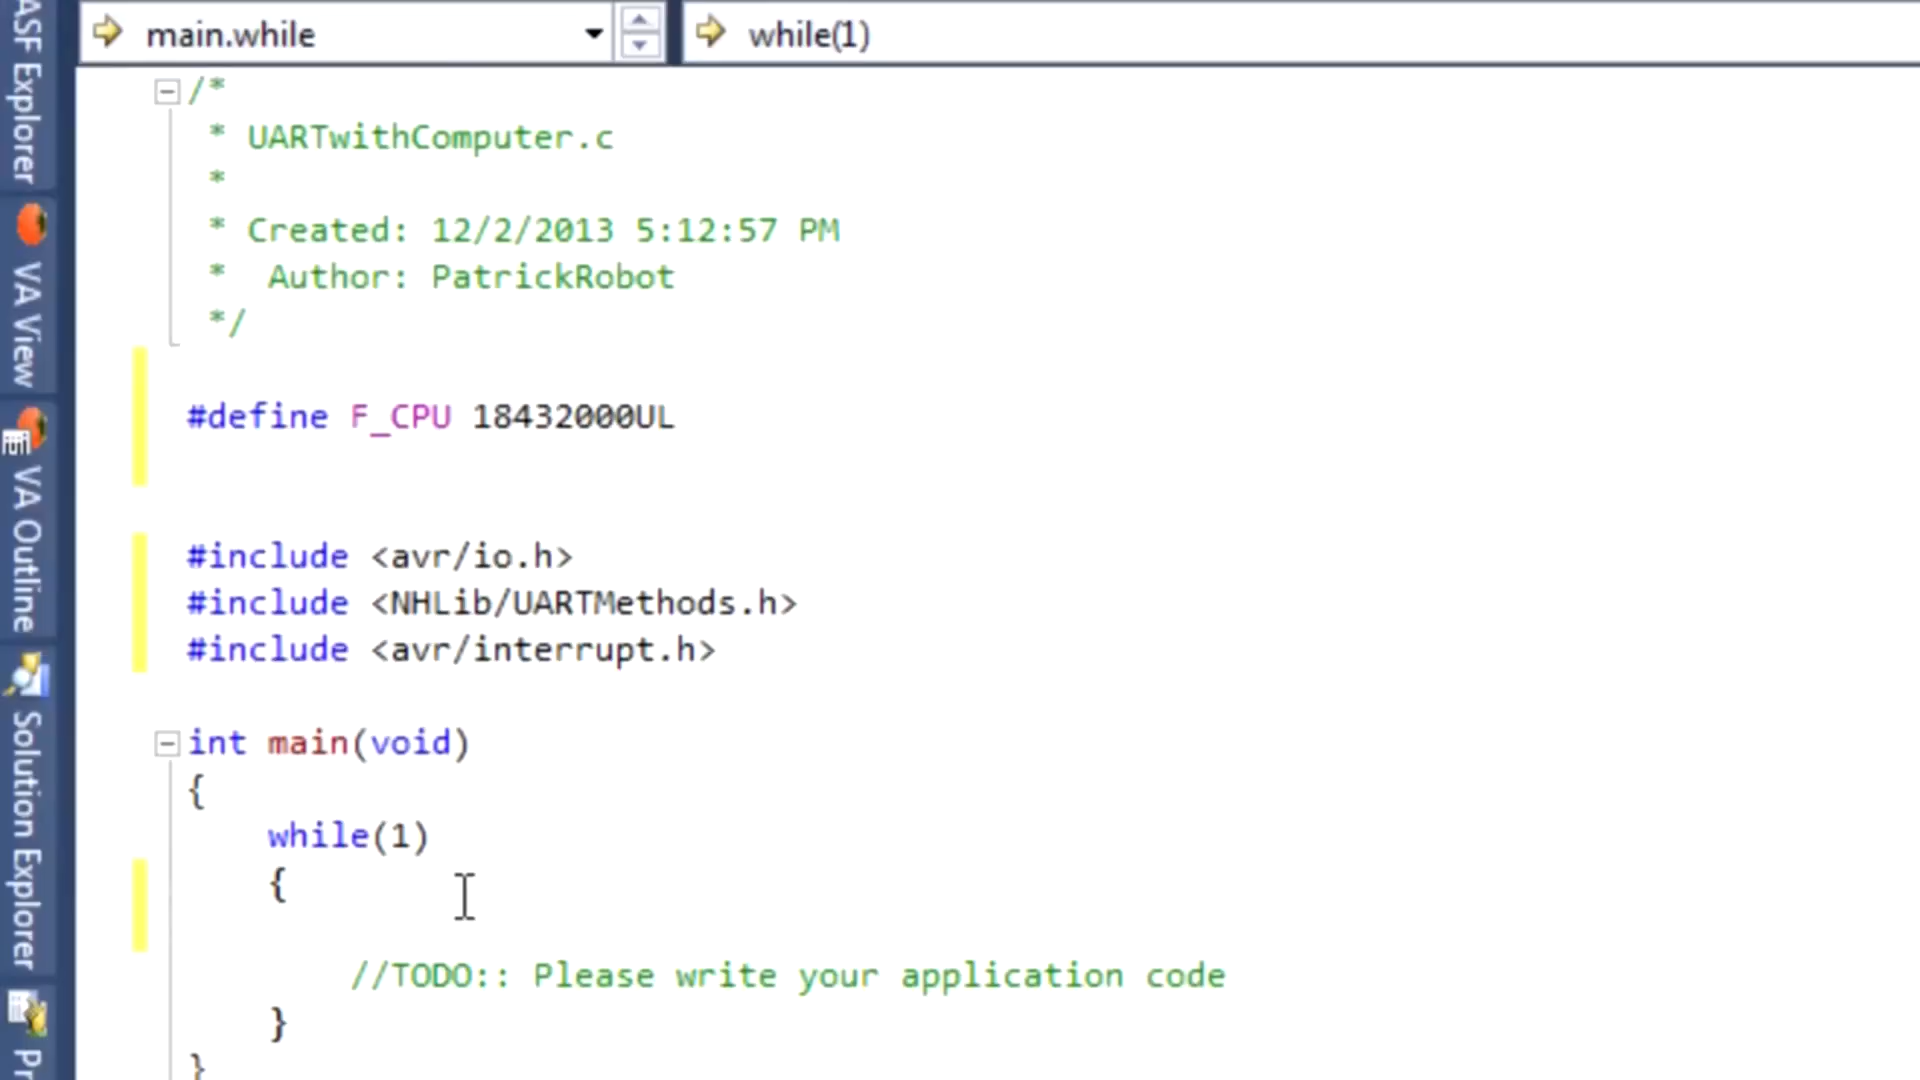 main.while
while(1)
/*
* UARTwithComputer.c
*
* Created: 12/2/2013 5:12:57 PM
*  Author: PatrickRobot
*/
#define F_CPU 18432000UL
#include <avr/io.h>
#include <NHLib/UARTMethods.h>
#include <avr/interrupt.h>
int main(void)
{
while(1)
{
//TODO:: Please write your application code
}
}
ASF Explorer
VA View
VA Outline
Solution Explorer
Pr